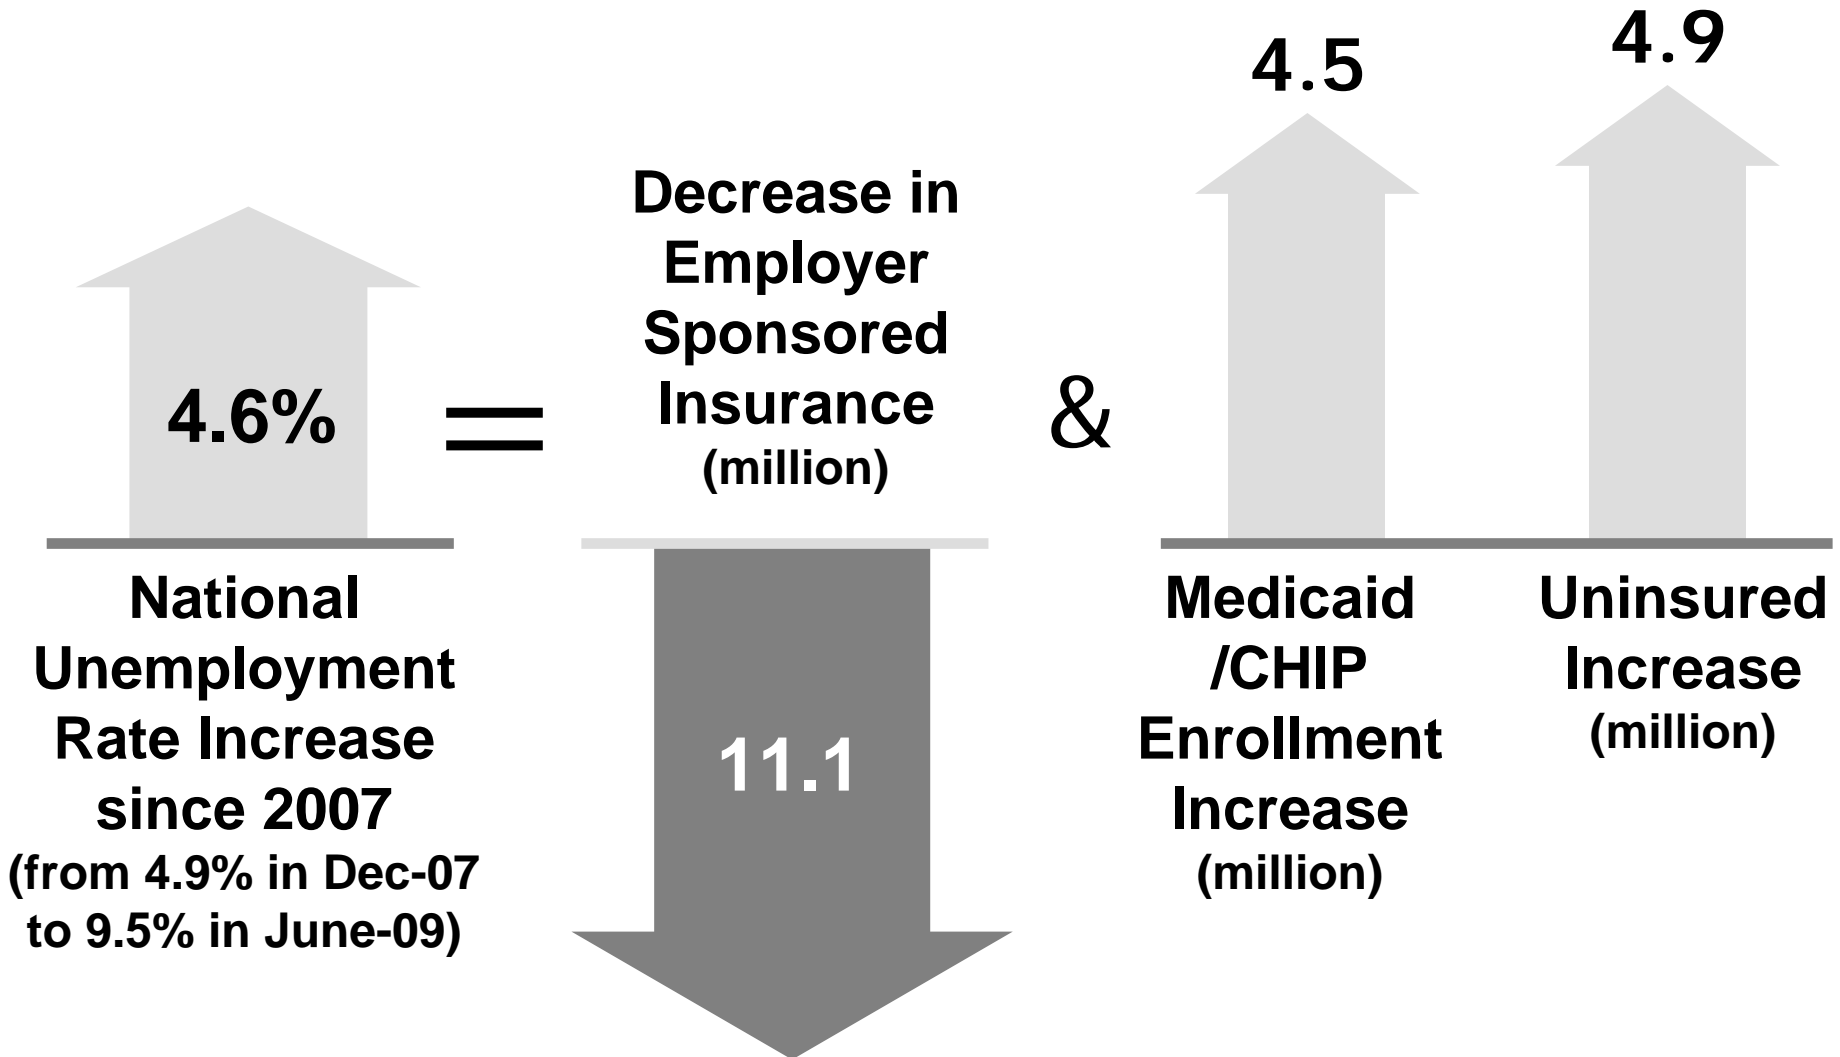 4.6%
National
Unemployment
Rate Increase
since 2007
(from 4.9% in Dec-07
to 9.5% in June-09)
=
Decrease in
Employer
Sponsored
Insurance
(million)
11.1
&
4.5
Medicaid
/CHIP
Enrollment
Increase
(million)
4.9
Uninsured
Increase
(million)